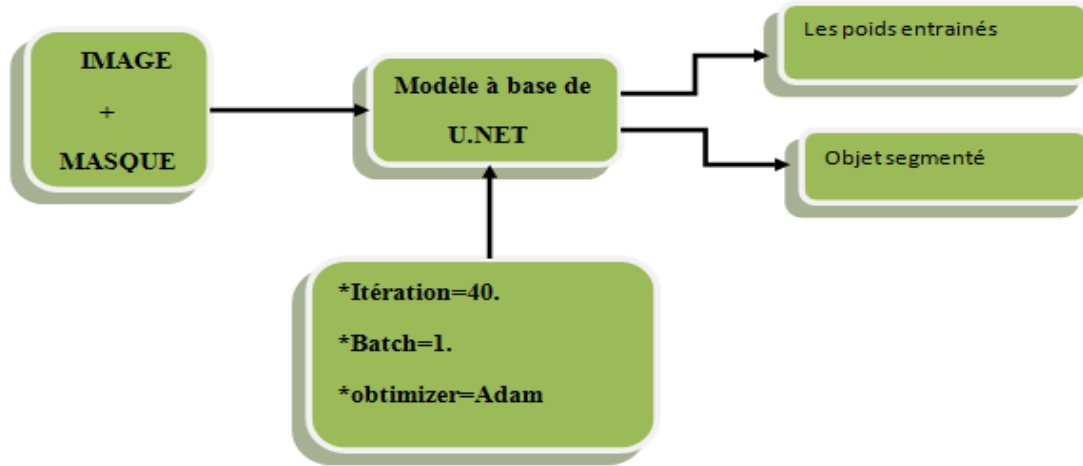 IMAGE
+
MASQUE
Modèle à base de
U.NET
Les poids entrainés
Objet segmenté
*Itération=40.
*Batch=1.
*obtimizer=Adam